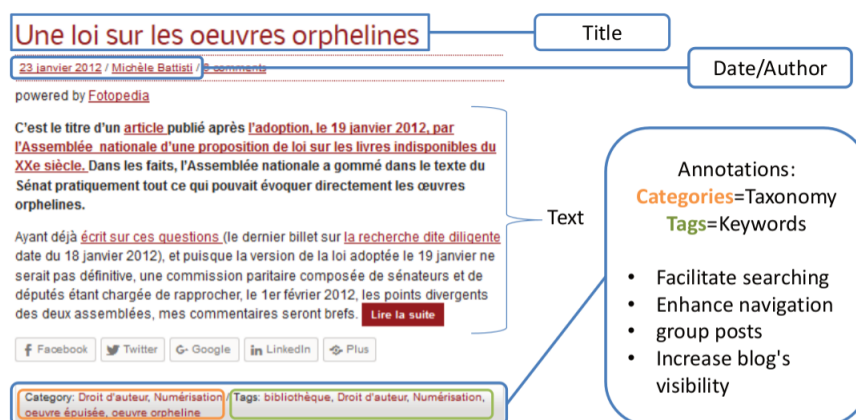 Une loi sur les oeuvres orphelines
Title
23 janvier 2012 / Michèle Battisti / comments
Date/Author
powered by Fotopedia
C'est le titre d'un article publié après l'adoption, le 19 janvier 2012, par
l'Assemblée nationale d'une proposition de loi sur les livres indisponibles du
XXe siècle. Dans les faits, l'Assemblée nationale a gommé dans le texte du
Sénat pratiquement tout ce qui pouvait évoquer directement les œuvres
orphelines.
Ayant déjà écrit sur ces questions (le dernier billet sur la recherche dite diligente
date du 18 janvier 2012), et puisque la version de la loi adoptée le 19 janvier ne
serait pas définitive, une commission paritaire composée de sénateurs et de
députés étant chargée de rapprocher, le 1er février 2012, les points divergents
des deux assemblées, mes commentaires seront brefs. Lire la suite
Text
Facebook Twitter Google LinkedIn Plus
Category: Droit d'auteur, Numérisation / Tags: bibliothèque, Droit d'auteur, Numérisation,
oeuvre épuisée, oeuvre orpheline
Annotations:
Categories=Taxonomy
Tags=Keywords
• Facilitate searching
• Enhance navigation
• group posts
• Increase blog's
visibility